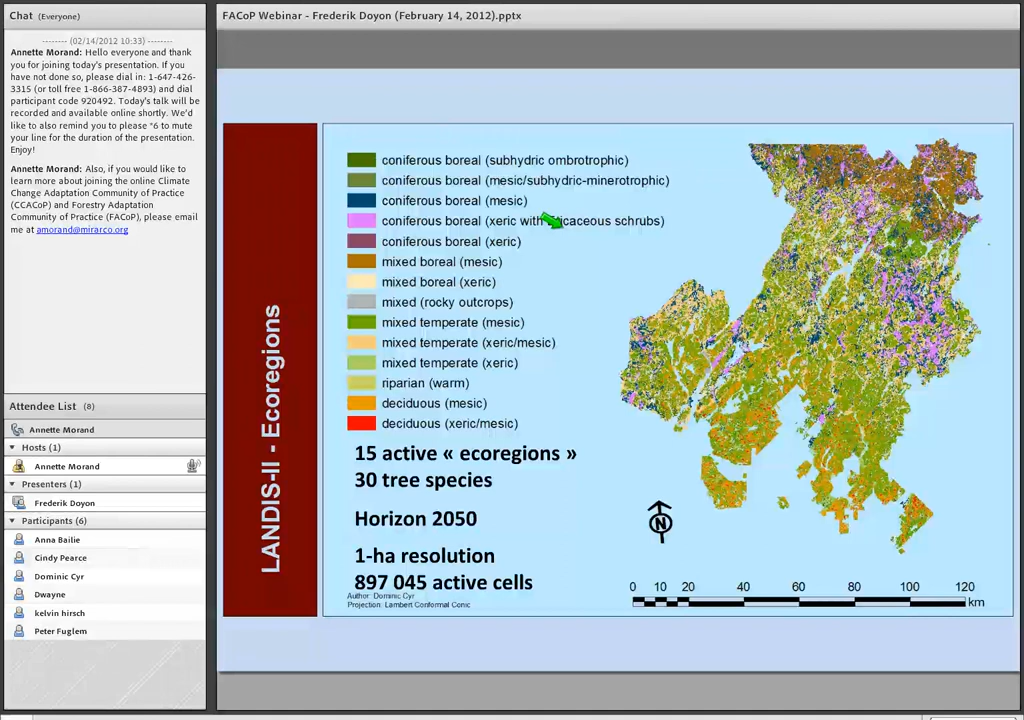 Chat (Everyone)
-------- (02/14/2012 10:33) --------
Annette Morand: Hello everyone and thank
you for joining today's presentation. If you
have not done so, please dial in: 1-647-426-
3315 (or toll free 1-866-387-4893) and dial
participant code 920492. Today's talk will be
recorded and available online shortly. We'd
like to also remind you to please *6 to mute
your line for the duration of the presentation.
Enjoy!
Annette Morand: Also, if you would like to
learn more about joining the online Climate
Change Adaptation Community of Practice
(CCACoP) and Forestry Adaptation
Community of Practice (FACoP), please email
me at amorand@mirarco.org
Attendee List (8)
Annette Morand
Hosts (1)
Annette Morand
Presenters (1)
Frederik Doyon
Participants (6)
Anna Bailie
Cindy Pearce
Dominic Cyr
Dwayne
kelvin hirsch
Peter Fuglem
FACoP Webinar - Frederik Doyon (February 14, 2012).pptx
LANDIS-II - Ecoregions
coniferous boreal (subhydric ombrotrophic)
coniferous boreal (mesic/subhydric-minerotrophic)
coniferous boreal (mesic)
coniferous boreal (xeric with caceous schrubs)
coniferous boreal (xeric)
mixed boreal (mesic)
mixed boreal (xeric)
mixed (rocky outcrops)
mixed temperate (mesic)
mixed temperate (xeric/mesic)
mixed temperate (xeric)
riparian (warm)
deciduous (mesic)
deciduous (xeric/mesic)
15 active « ecoregions »
30 tree species
Horizon 2050
1-ha resolution
897 045 active cells
Author: Dominic Cyr
Projection: Lambert Conformal Conic
N
0 10 20 40 60 80 100 120
km